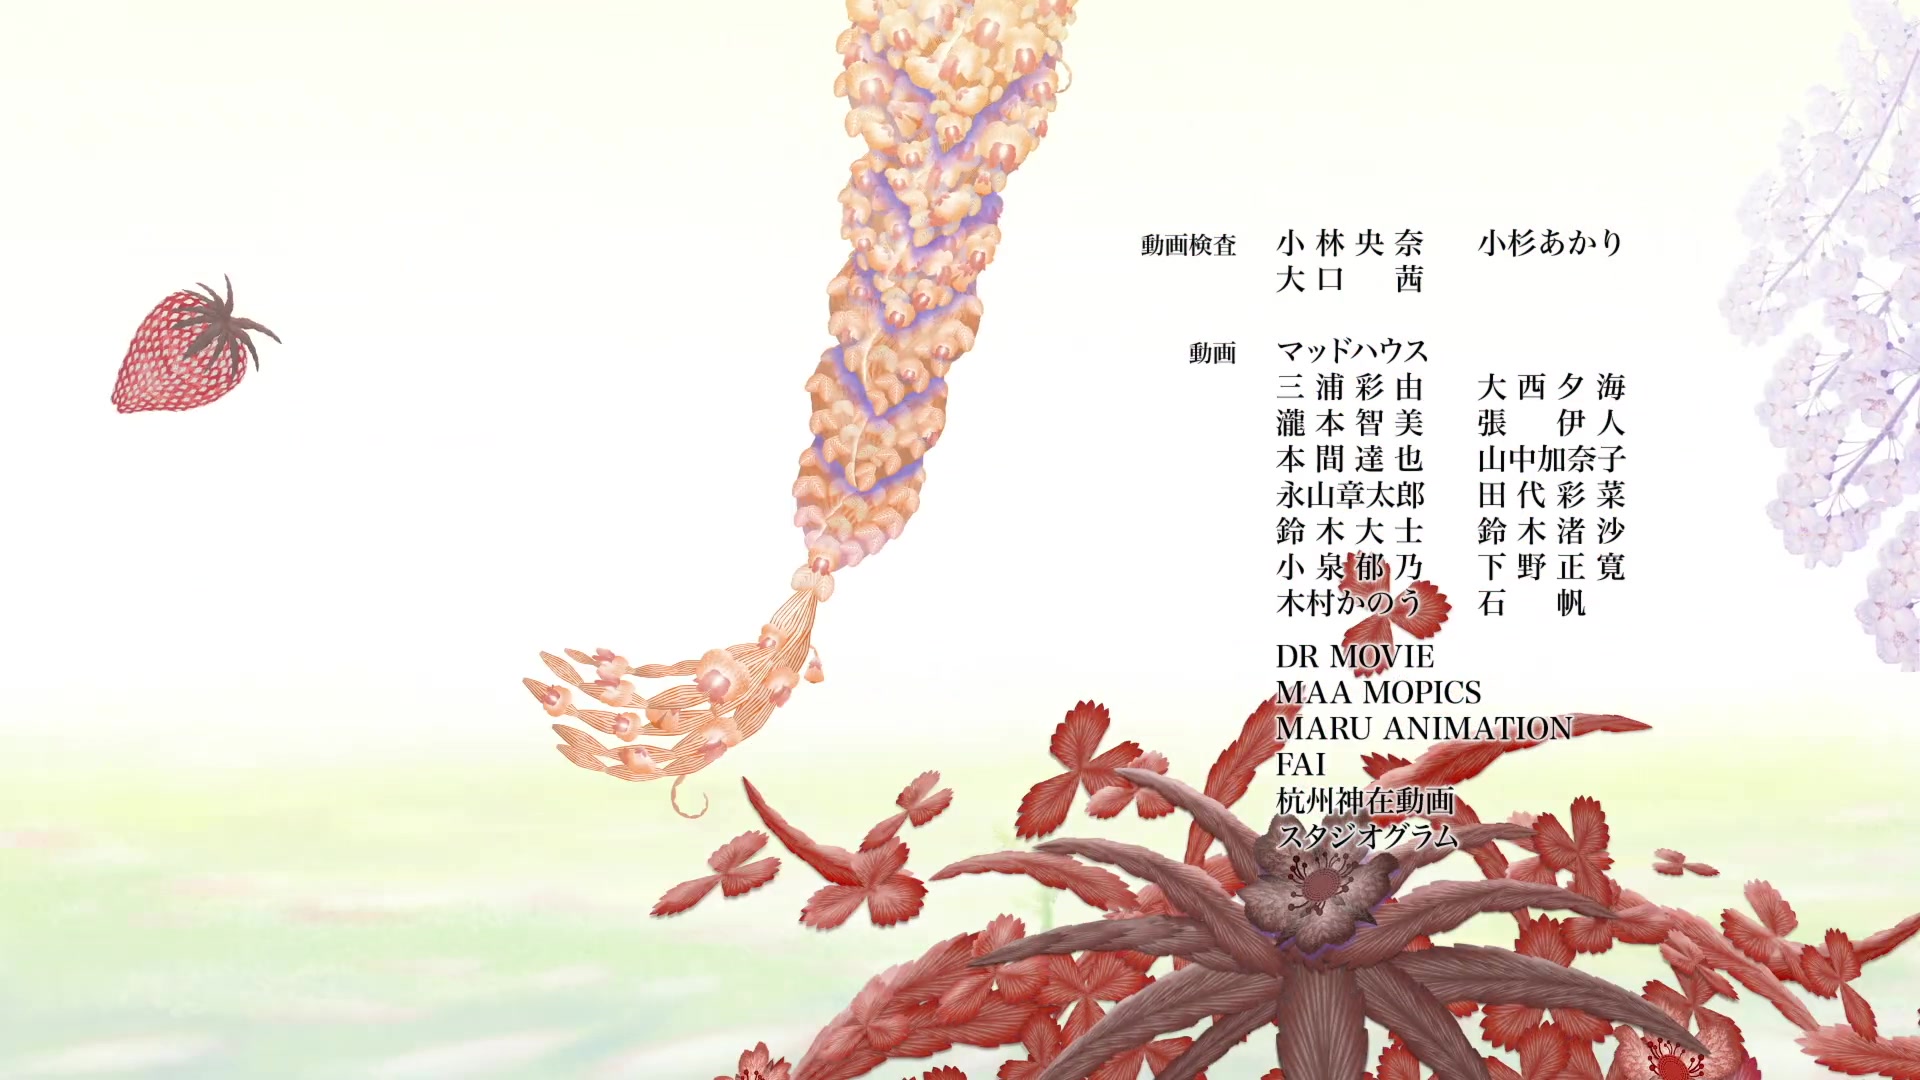 動画検査 小林央奈 小杉あかり
大口 茜
動画 マッドハウス
三浦彩由 大西夕海
瀧本智美 張 伊人
本間達也 山中加奈子
永山章太郎 田代彩菜
鈴木大士 鈴木渚沙
小泉郁乃 下野正寛
木村かのう 石 帆
DR MOVIE
MAA MOPICS
MARU ANIMATION
FAI
杭州神在動画
スタジオグラム